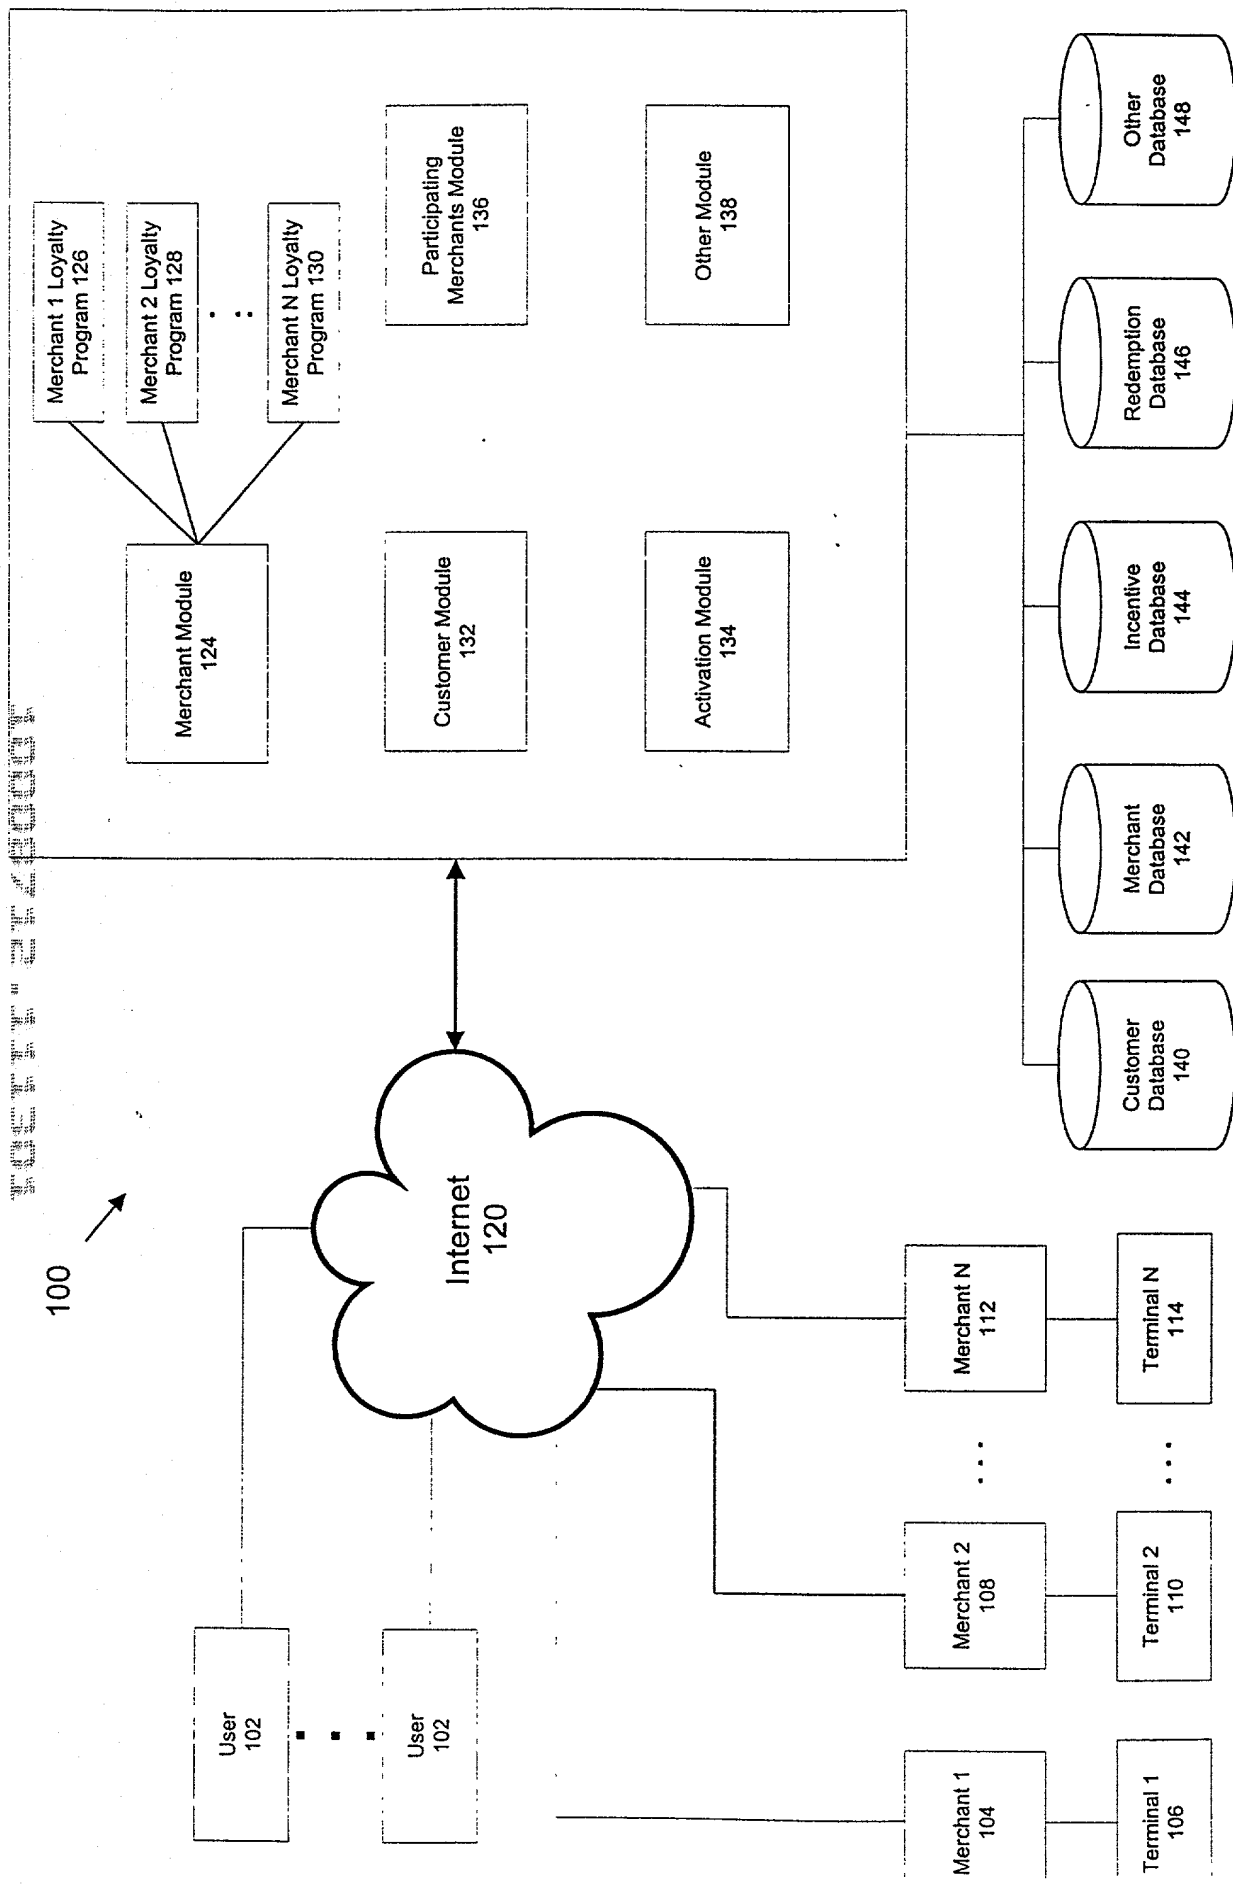 100
User
102
User
102
Internet
120
Merchant 1
104
Merchant 2
108
Merchant N
112
Terminal 1
106
Terminal 2
110
Terminal N
114
Merchant Module
124
Merchant 1 Loyalty
Program 126
Merchant 2 Loyalty
Program 128
Merchant N Loyalty
Program 130
Customer Module
132
Participating
Merchants Module
136
Activation Module
134
Other Module
138
Customer
Database
140
Merchant
Database
142
Incentive
Database
144
Redemption
Database
146
Other
Database
148